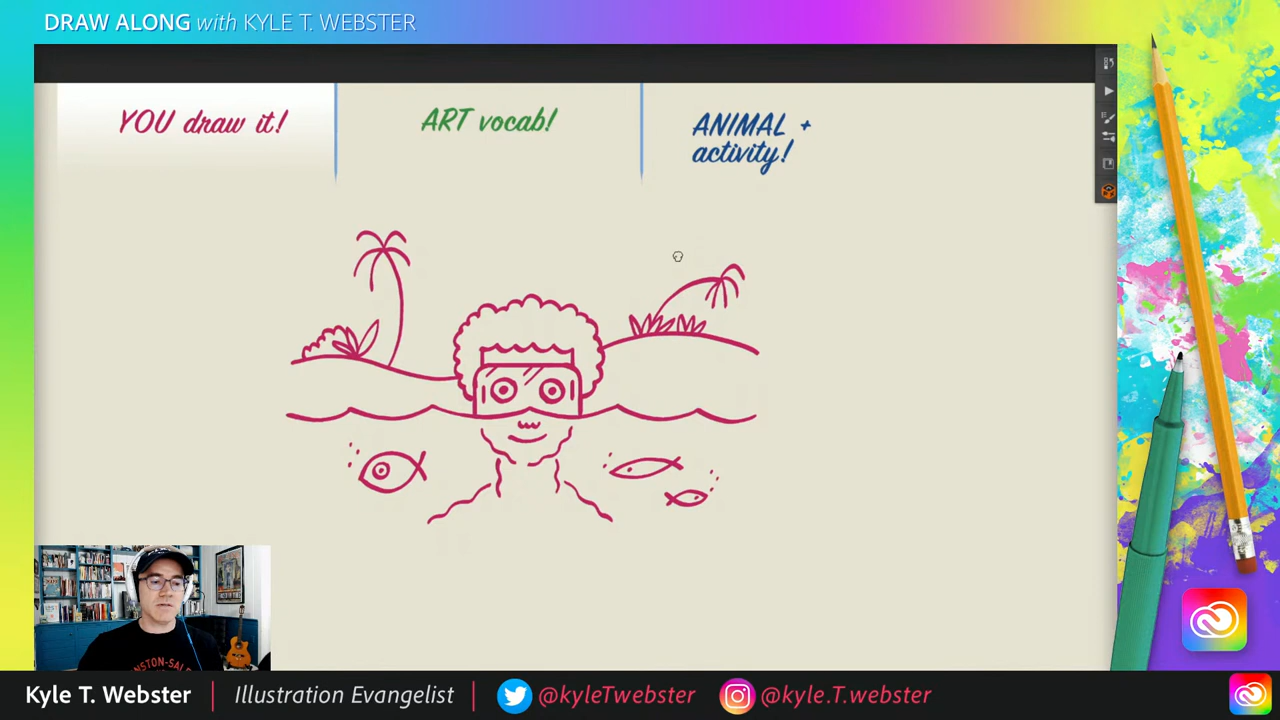 DRAW ALONG with KYLE T. WEBSTER
YOU draw it!
ART vocab!
ANIMAL +
activity!
Kyle T. Webster | Illustration Evangelist | @kyleTwebster @kyle.T.webster